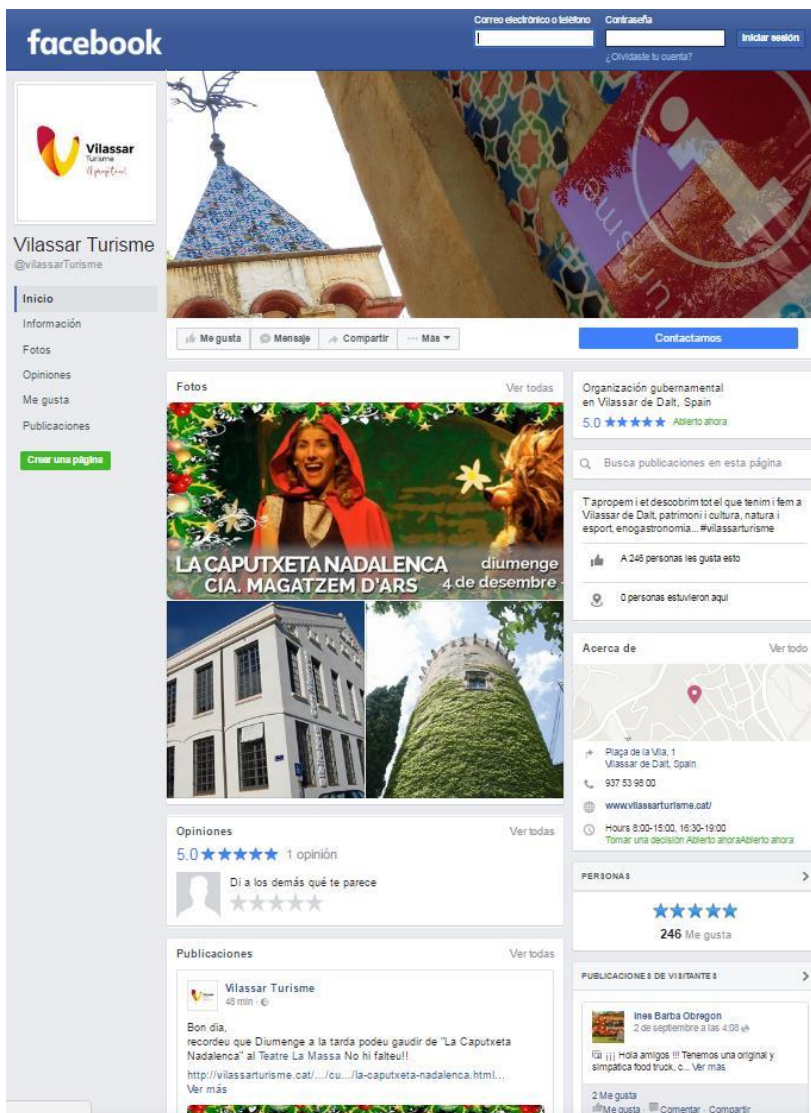 facebook
Correo electrónico o teléfono
Contraseña
Iniciar sesión
¿Olvidaste tu cuenta?
Vilassar
Turisme
A prop teu!
Vilassar Turisme
@vilassarTurisme
Inicio
Información
Fotos
Opiniones
Me gusta
Publicaciones
Crear una página
Me gusta
Mensaje
Compartir
Más
Contactarnos
Fotos
Ver todas
LA CAPUTXETA NADALENCA
CIA. MAGATZEM D'ARS
diumenge
4 de desembre -
Opiniones
Ver todas
5.0 ★★★★★ 1 opinión
Di a los demás qué te parece
Publicaciones
Ver todas
Vilassar Turisme
48 min
Bon dia,
recordeu que Diumenge a la tarda podeu gaudir de "La Caputxeta
Nadalenca" al Teatre La Massa No hi falteu!!
http://vilassarturisme.cat/.../cu.../la-caputxeta-nadalenca.html...
Ver más
Organización gubernamental
en Vilassar de Dalt, Spain
5.0 ★★★★★ Abierto ahora
Busca publicaciones en esta página
T'apropem i et descobrim tot el que tenim i fem a
Vilassar de Dalt, patrimoni i cultura, natura i
esport, enogastronomia... #vilassarturisme
A 246 personas les gusta esto
0 personas estuvieron aquí
Acerca de
Ver todo
Plaça de la Vila, 1
Vilassar de Dalt, Spain
937 53 98 00
www.vilassarturisme.cat/
Hours 8:00-15:00, 16:30-19:00
Tomar una decisión Abierto ahoraAbierto ahora
PERSONAS
246 Me gusta
PUBLICACIONES DE VISITANTES
Ines Barba Obregon
2 de septiembre a las 4:08
¡¡¡ Hola amigos !!! Tenemos una original y
simpática food truck, c... Ver más
2 Me gusta
Me gusta · Comentar · Compartir